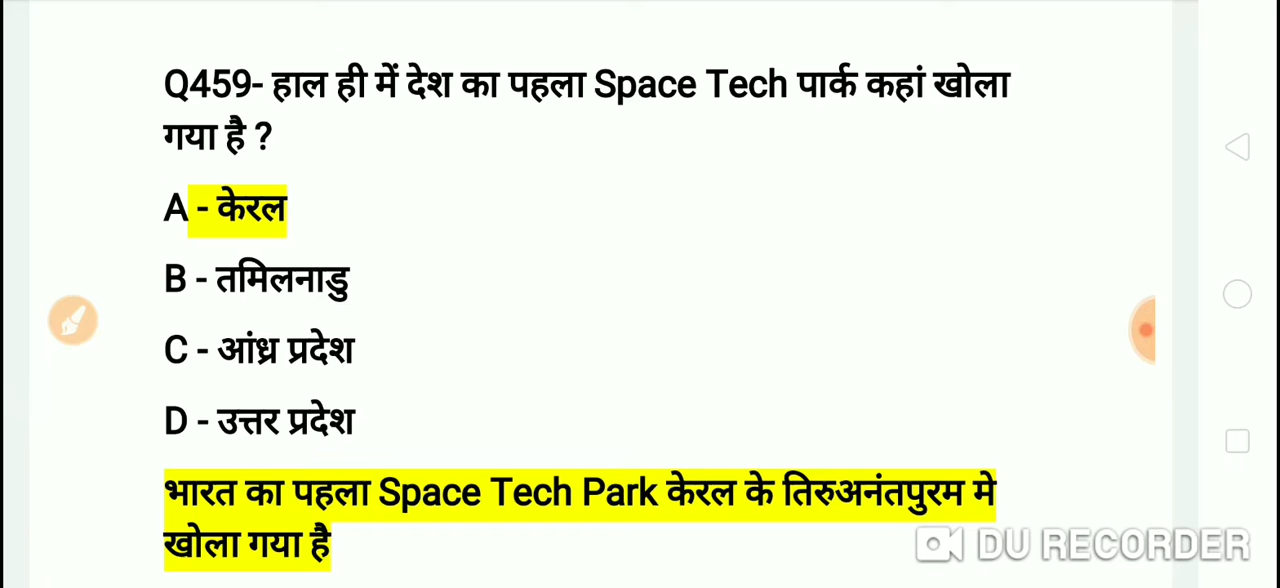 Q459- हाल ही में देश का पहला Space Tech पार्क कहां खोला
गया है ?
A - केरल
B - तमिलनाडु
C - आंध्र प्रदेश
D - उत्तर प्रदेश
भारत का पहला Space Tech Park केरल के तिरुअनंतपुरम मे
खोला गया है
DU RECORDER